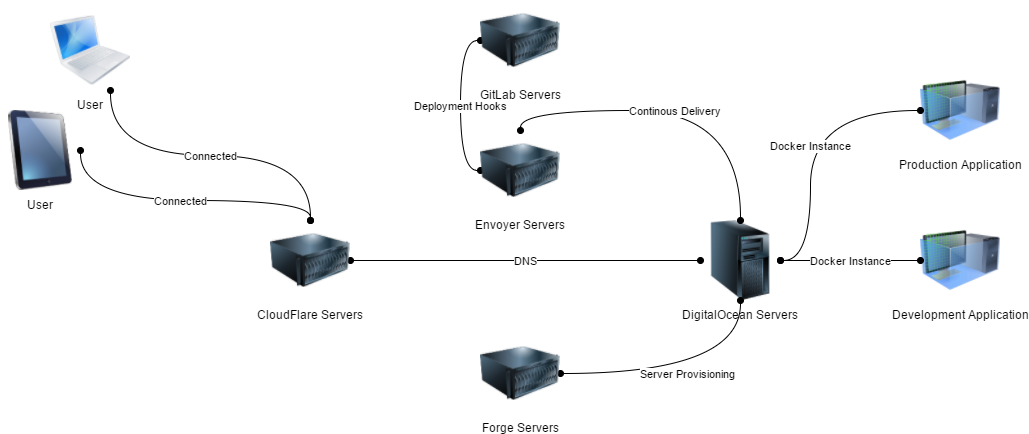 User
GitLab Servers
Deployment Hooks
Continous Delivery
Docker Instance
Connected
Production Application
User
Connected
Envoyer Servers
DNS
Docker Instance
CloudFlare Servers
DigitalOcean Servers
Development Application
Server Provisioning
Forge Servers